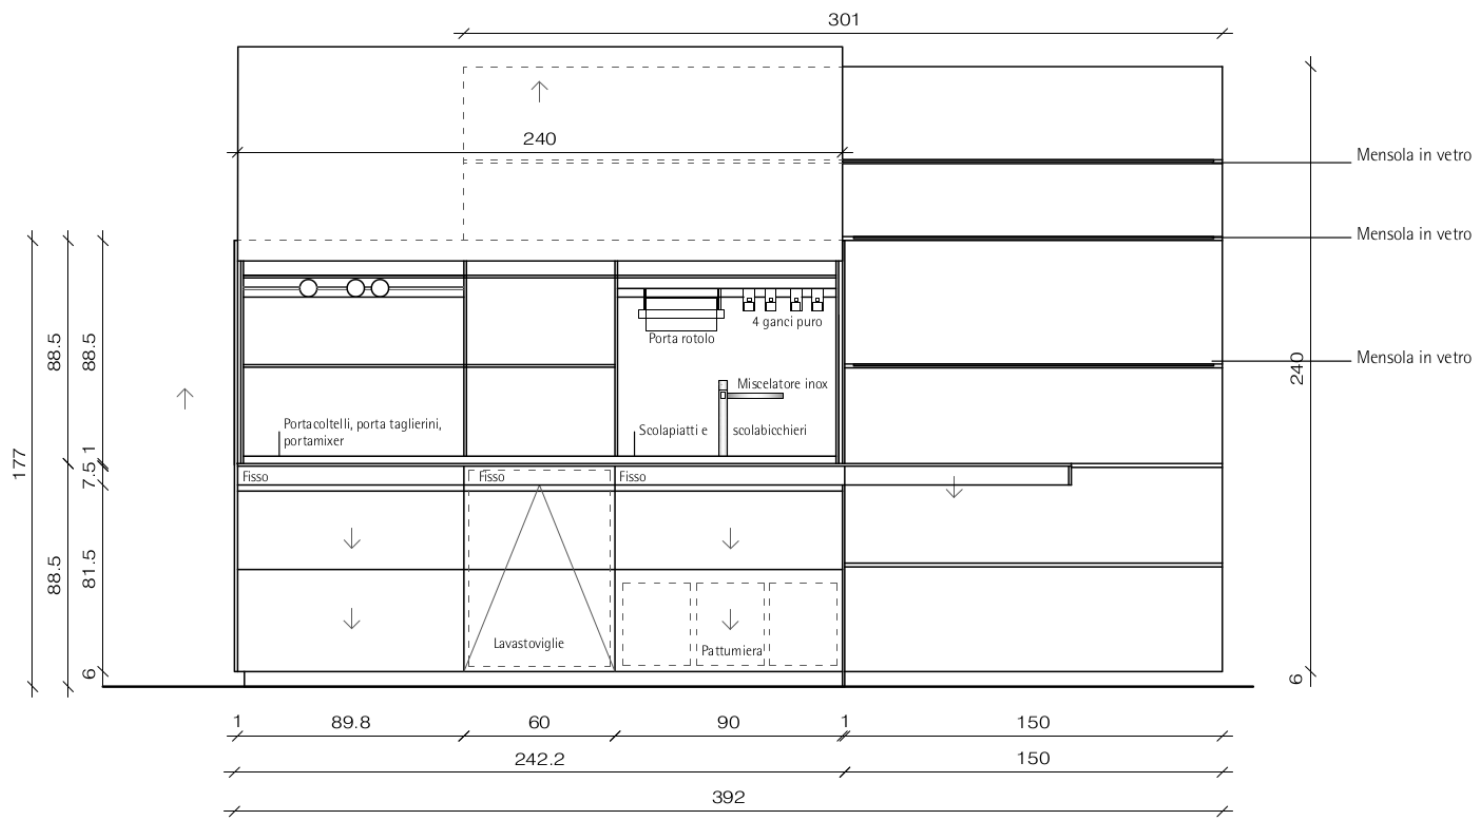 301
240
Mensola in vetro
Mensola in vetro
4 ganci puro
Porta rotolo
Mensola in vetro
88.5
88.5
240
Miscelatore inox
Portacoltelli, porta taglierini,
portamixer
Scolapiatti e scolabicchieri
177
1
7.5
Fisso
Fisso
Fisso
88.5
81.5
Lavastoviglie
Pattumiera
6
6
1 89.8 60 90 1 150
242.2 150
392